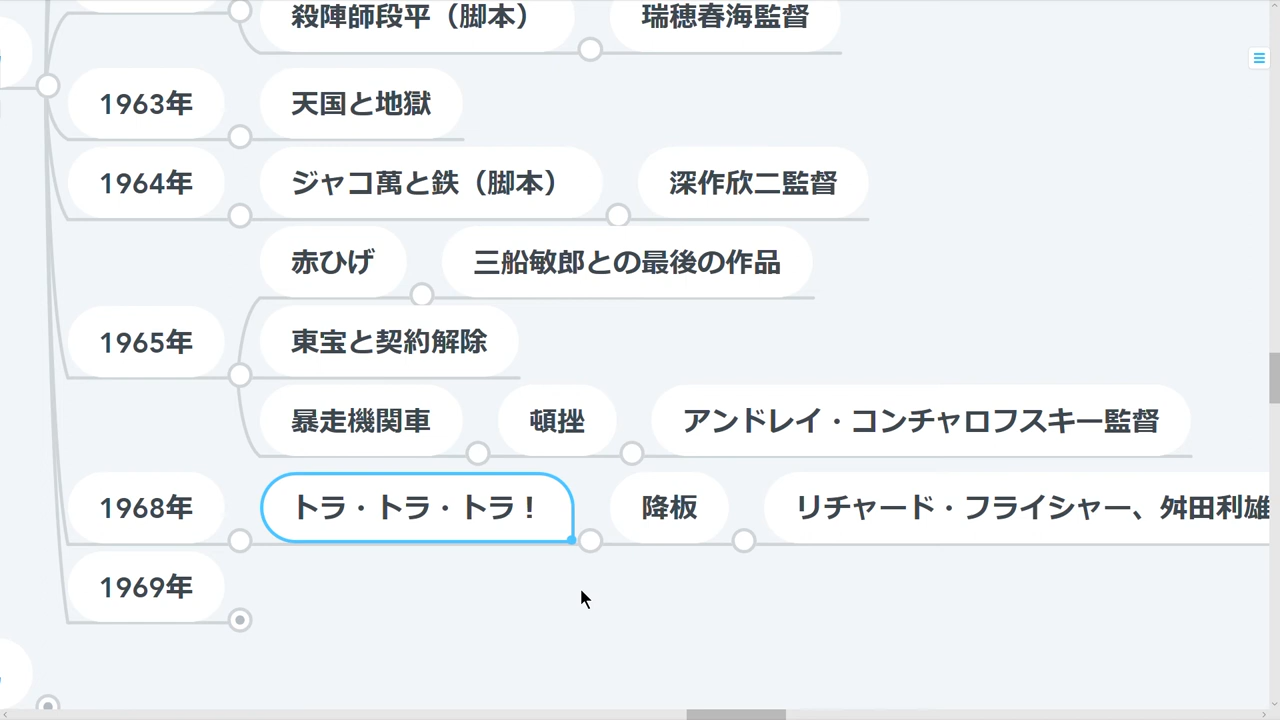 殺陣師段平（脚本） 瑞穂春海監督
1963年 天国と地獄
1964年 ジャコ萬と鉄（脚本） 深作欣二監督
赤ひげ 三船敏郎との最後の作品
1965年 東宝と契約解除
暴走機関車 頓挫 アンドレイ・コンチャロフスキー監督
1968年 トラ・トラ・トラ！ 降板 リチャード・フライシャー、舛田利雄
1969年